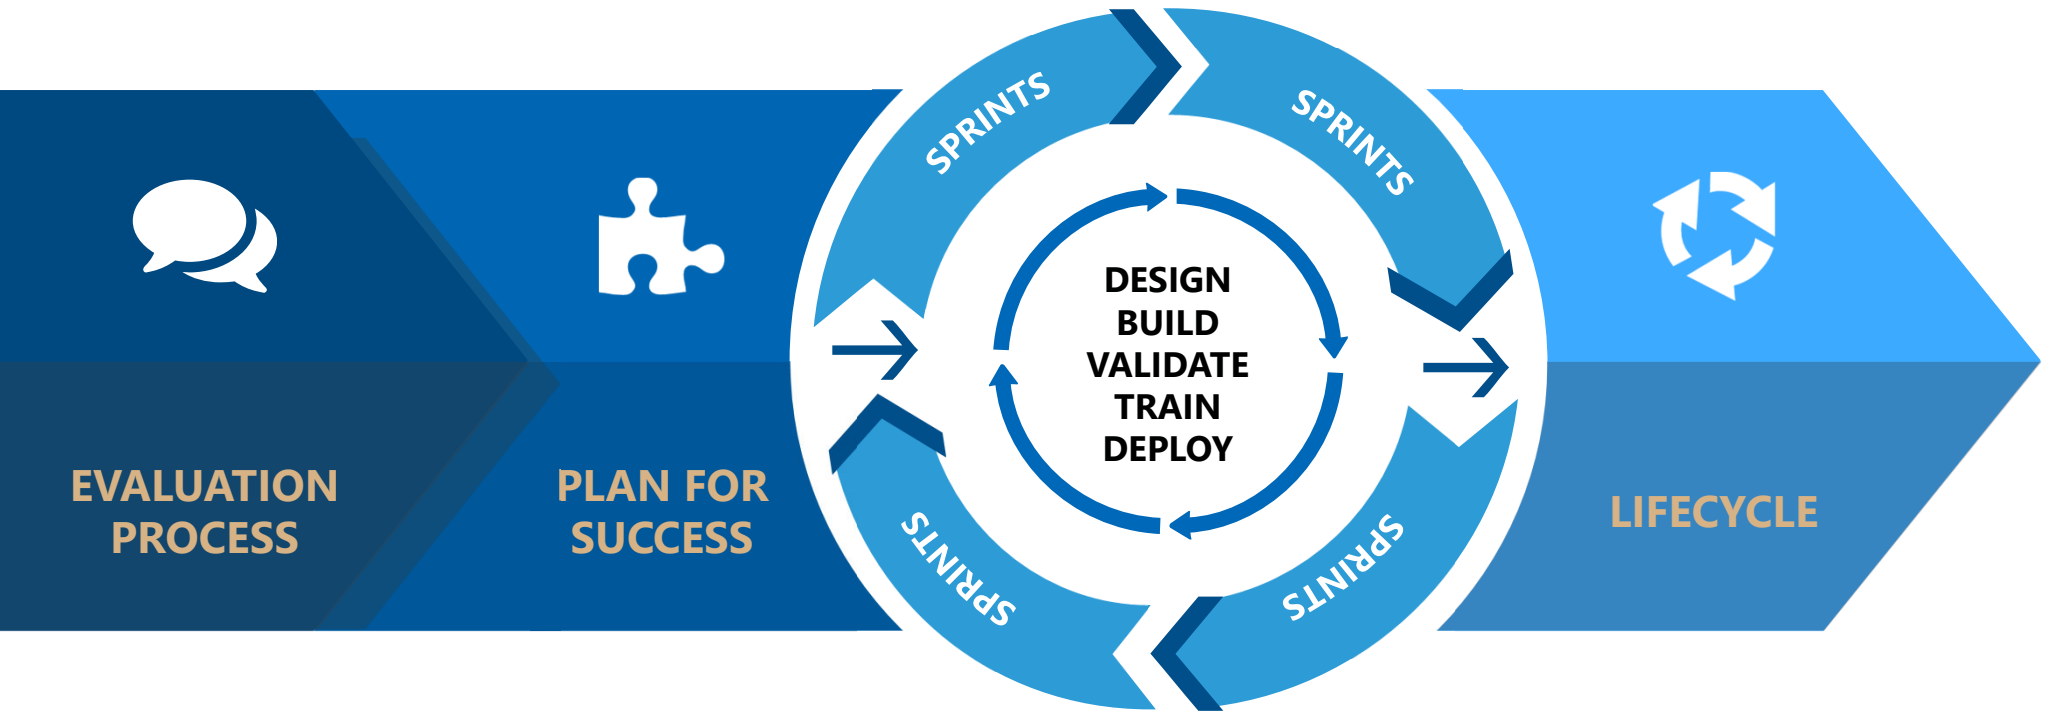 EVALUATION
PROCESS
PLAN FOR
SUCCESS
SPRINTS
SPRINTS
SPRINTS
SPRINTS
DESIGN
BUILD
VALIDATE
TRAIN
DEPLOY
LIFECYCLE